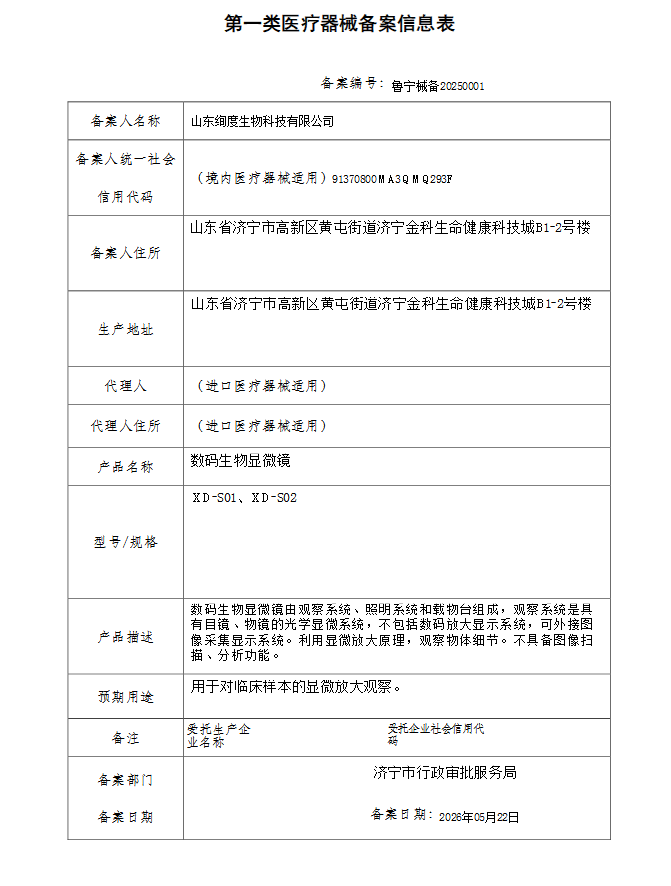 第一类医疗器械备案信息表
备案编号：鲁宁械备20250001
备案人名称 山东绚度生物科技有限公司
备案人统一社会
信用代码
（境内医疗器械适用）91370800MA3QMQ293F
备案人住所 山东省济宁市高新区黄屯街道济宁金科生命健康科技城B1-2号楼
生产地址 山东省济宁市高新区黄屯街道济宁金科生命健康科技城B1-2号楼
代理人 （进口医疗器械适用）
代理人住所 （进口医疗器械适用）
产品名称 数码生物显微镜
型号/规格 XD-S01、XD-S02
产品描述
数码生物显微镜由观察系统、照明系统和载物台组成，观察系统是具
有目镜、物镜的光学显微系统，不包括数码放大显示系统，可外接图
像采集显示系统。利用显微放大原理，观察物体细节。不具备图像扫
描、分析功能。
预期用途 用于对临床样本的显微放大观察。
备注
受托生产企
业名称
受托企业社会信用代
码
备案部门 济宁市行政审批服务局
备案日期 备案日期：2026年05月22日